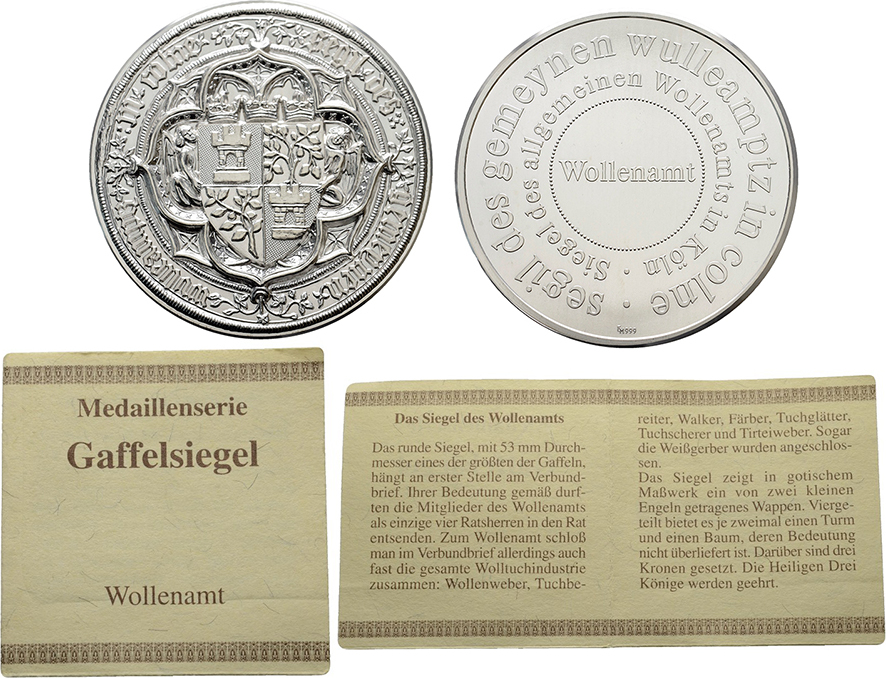 segil des gemeynen wulleamptz in colne ·
Siegel des allgemeinen Wollenamts in Köln ·
Wollenamt
999
Medaillenserie
Gaffelsiegel
Wollenamt
Das Siegel des Wollenamts
Das runde Siegel, mit 53 mm Durch-
messer eines der größten der Gaffeln,
hängt an erster Stelle am Verbund-
brief. Ihrer Bedeutung gemäß durf-
ten die Mitglieder des Wollenamts
als einzige vier Ratsherren in den Rat
entsenden. Zum Wollenamt schloß
man im Verbundbrief allerdings auch
fast die gesamte Wolltuchindustrie
zusammen: Wollenweber, Tuchbe-
reiter, Walker, Färber, Tuchglätter,
Tuchscherer und Tirteiweber. Sogar
die Weißgerber wurden angeschlos-
sen.
Das Siegel zeigt in gotischem
Maßwerk ein von zwei kleinen
Engeln getragenes Wappen. Vierge-
teilt bietet es je zweimal einen Turm
und einen Baum, deren Bedeutung
nicht überliefert ist. Darüber sind drei
Kronen gesetzt. Die Heiligen Drei
Könige werden geehrt.